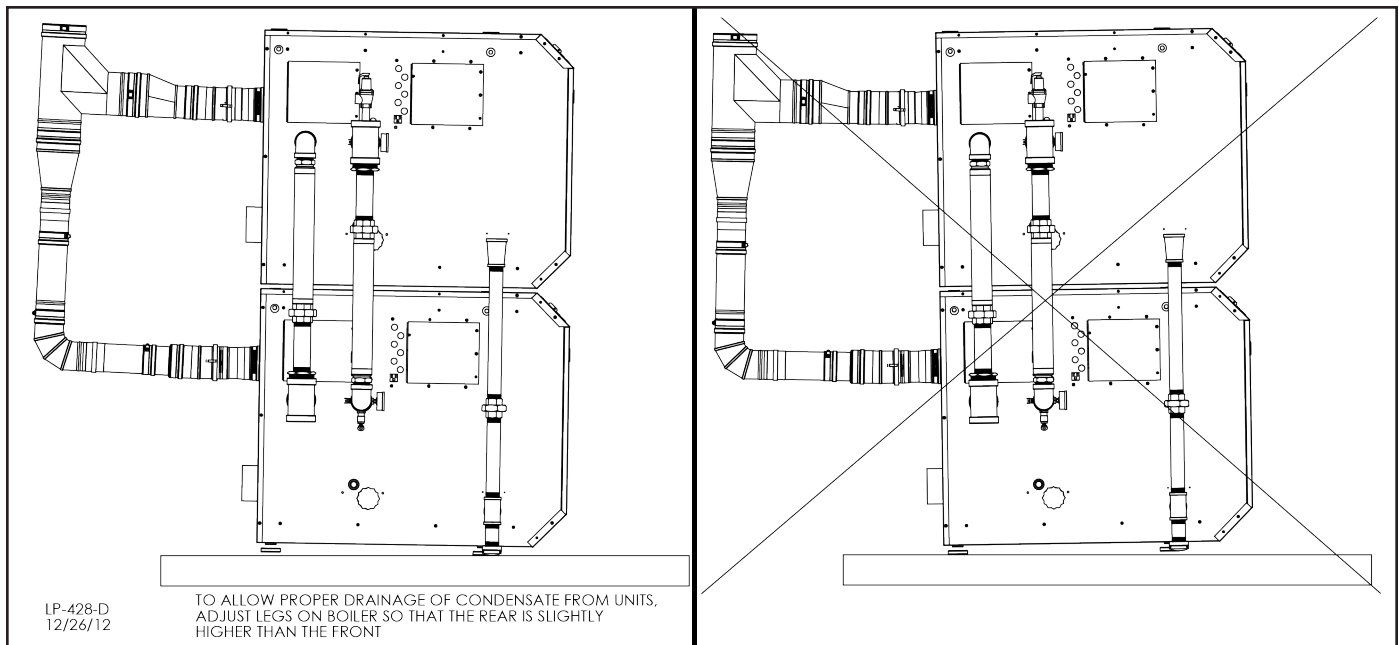 LP-428-D
12/26/12
TO ALLOW PROPER DRAINAGE OF CONDENSATE FROM UNITS,
ADJUST LEGS ON BOILER SO THAT THE REAR IS SLIGHTLY
HIGHER THAN THE FRONT